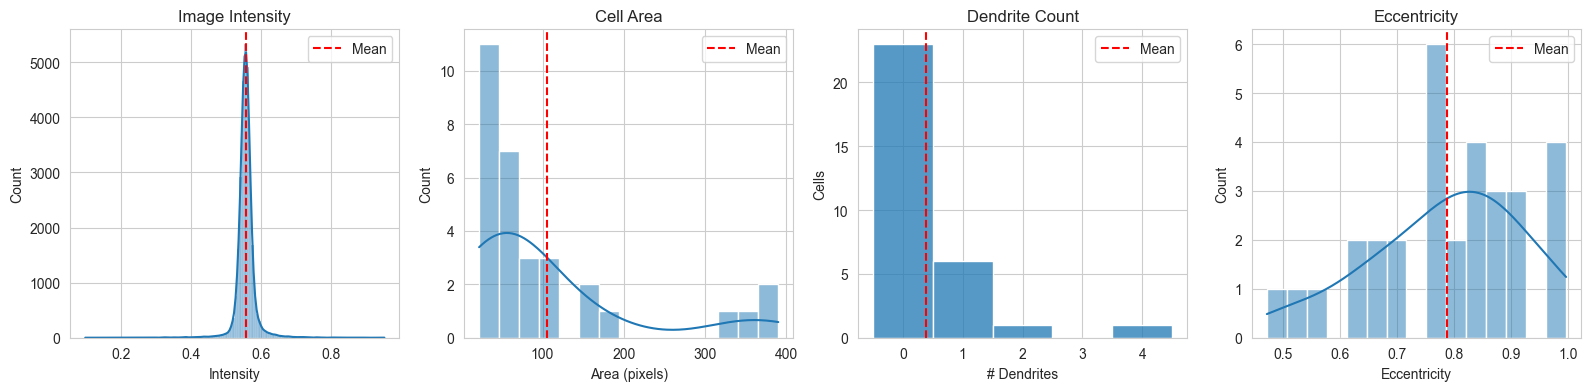 Image Intensity
Mean
5000
4000
3000
2000
1000
0
Count
0.2 0.4 0.6 0.8
Intensity
Cell Area
Mean
10
8
6
4
2
0
Count
100 200 300 400
Area (pixels)
Dendrite Count
Mean
20
15
10
5
0
Cells
0 1 2 3 4
# Dendrites
Eccentricity
Mean
6
5
4
3
2
1
0
Count
0.5 0.6 0.7 0.8 0.9 1.0
Eccentricity